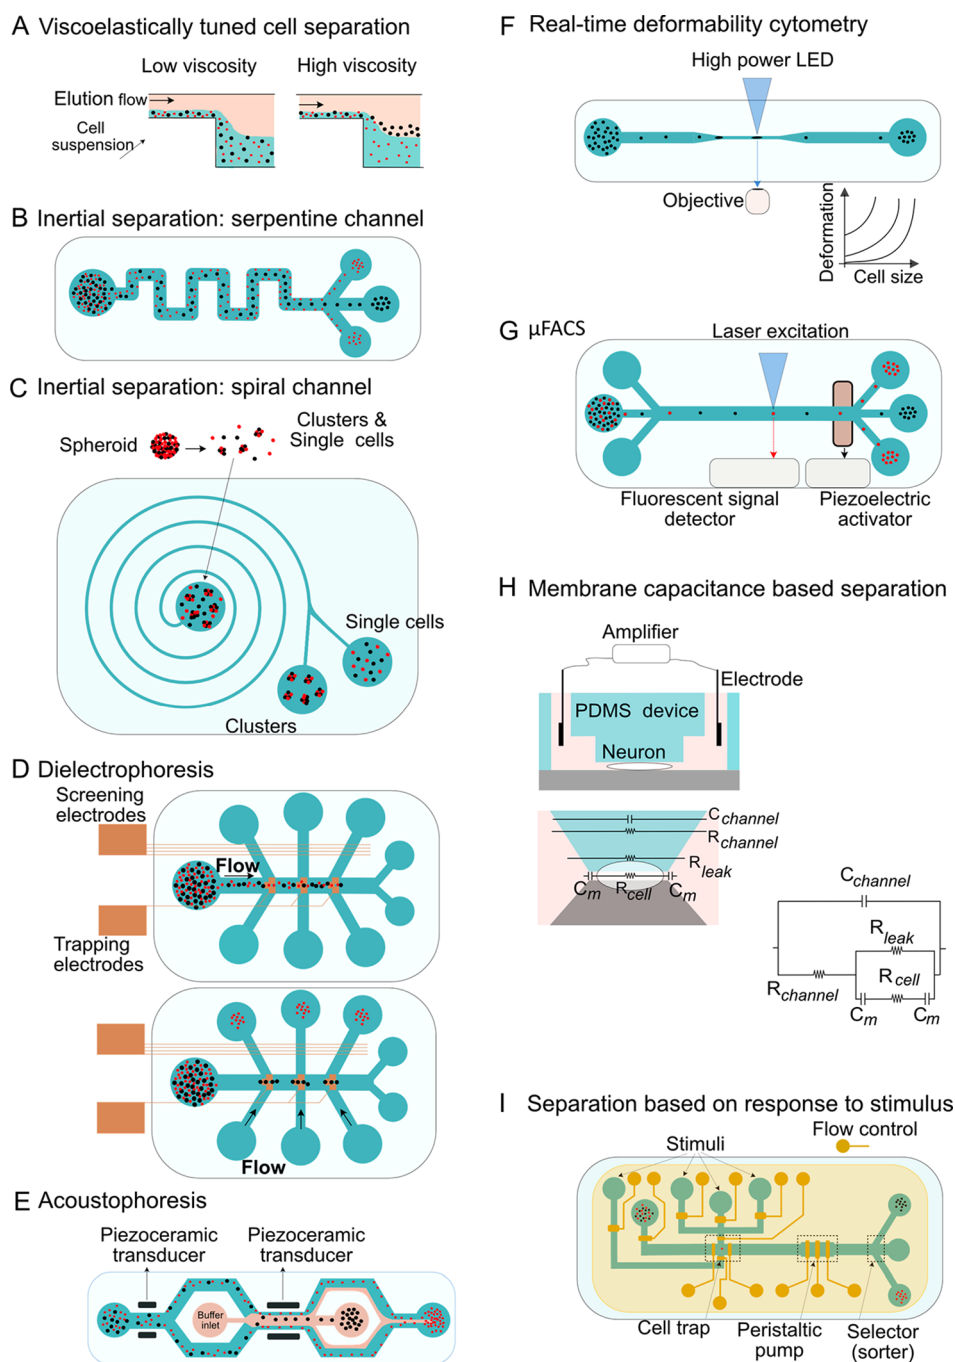 A Viscoelastically tuned cell separation
Low viscosity
High viscosity
Elution flow
Cell
suspension
B Inertial separation: serpentine channel
C Inertial separation: spiral channel
Spheroid
Clusters &
Single cells
Single cells
Clusters
D Dielectrophoresis
Screening
electrodes
Flow
Trapping
electrodes
Flow
E Acoustophoresis
Piezoceramic
transducer
Piezoceramic
transducer
Buffer
inlet
F Real-time deformability cytometry
High power LED
Objective
Deformation
Cell size
G µFACS
Laser excitation
Fluorescent signal
detector
Piezoelectric
activator
H Membrane capacitance based separation
Amplifier
Electrode
PDMS device
Neuron
Cchannel
Rchannel
Rleak
Cm Rcell Cm
Cchannel
Rleak
Rchannel
Rcell
Cm
Cm
I Separation based on response to stimulus
Flow control
Stimuli
Cell trap
Peristaltic
pump
Selector
(sorter)